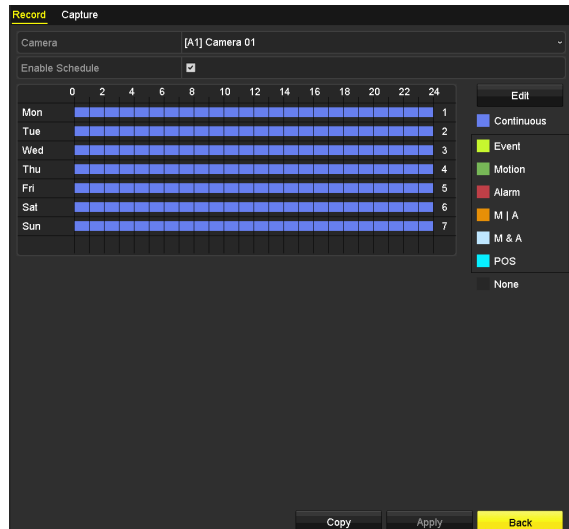 Record Capture
Camera [A1] Camera 01
Enable Schedule
0 2 4 6 8 10 12 14 16 18 20 22 24
Edit
Mon 1
Continuous
Tue 2
Wed 3
Event
Thu 4
Motion
Fri 5
Alarm
Sat 6
M | A
Sun 7
M & A
POS
None
Copy Apply Back